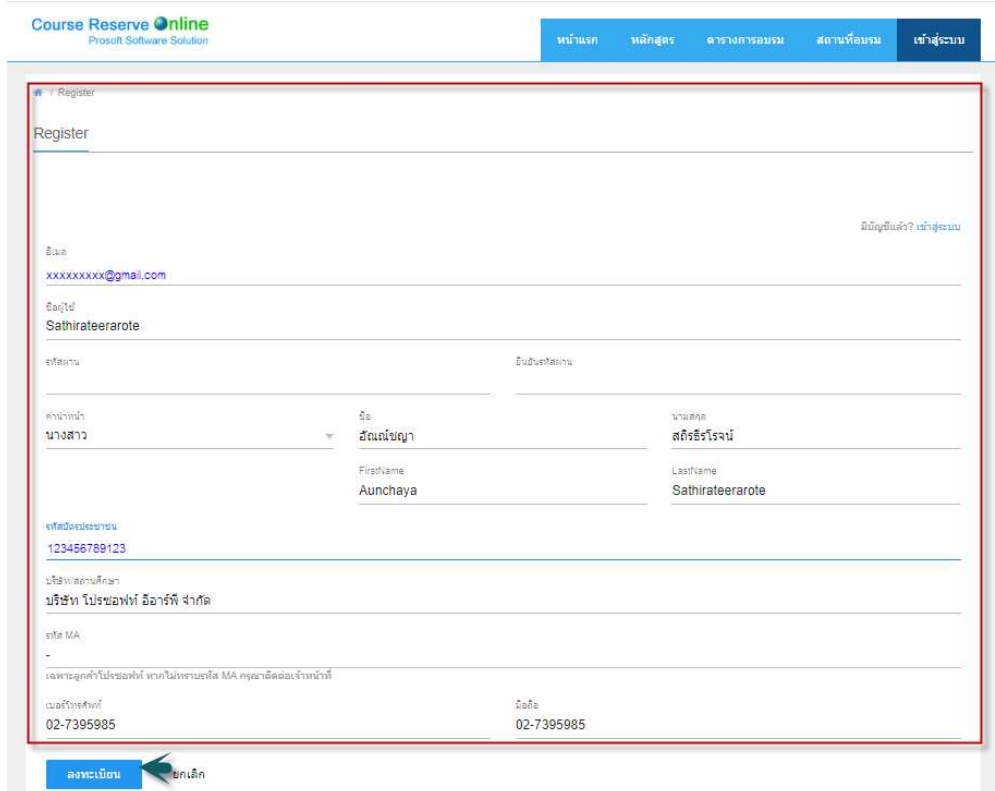 Course Reserve Online
Prosoft Software Solution
หน้าแรก หลักสูตร ตารางการอบรม สถานที่อบรม เข้าสู่ระบบ
/ Register
Register
มีบัญชีแล้ว? เข้าสู่ระบบ
อีเมล
xxxxxxxxx@gmail.com
ชื่อผู้ใช้
Sathirateerarote
รหัสผ่าน ยืนยันรหัสผ่าน
คำนำหน้า ชื่อ นามสกุล
นางสาว อัณณ์ชญา สถิรธีรโรจน์
FirstName LastName
Aunchaya Sathirateerarote
รหัสบัตรประชาชน
123456789123
บริษัท/สถานศึกษา
บริษัท โปรซอฟท์ อีอาร์พี จำกัด
รหัส MA
-
เฉพาะลูกค้าโปรซอฟท์ หากไม่ทราบรหัส MA กรุณาติดต่อเจ้าหน้าที่
เบอร์โทรศัพท์ มือถือ
02-7395985 02-7395985
ลงทะเบียน ยกเลิก